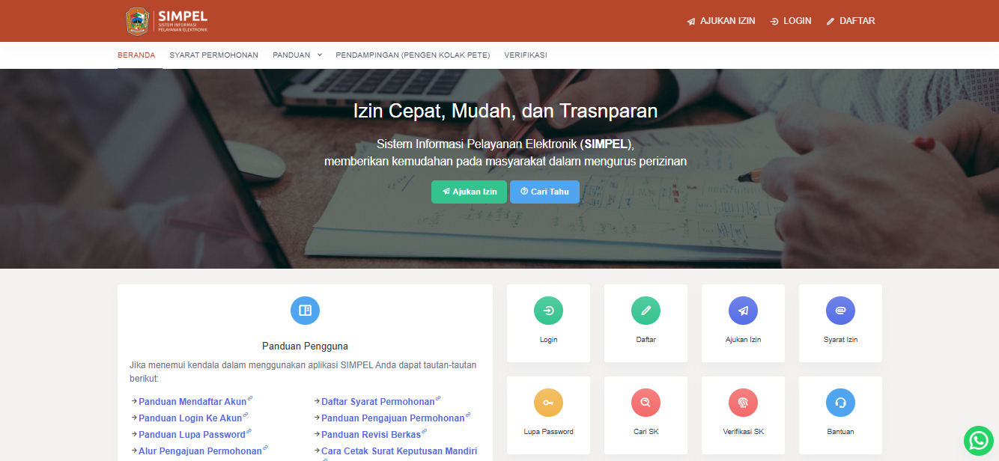 SIMPEL
SISTEM INFORMASI
PELAYANAN ELEKTRONIK
AJUKAN IZIN
LOGIN
DAFTAR
BERANDA
SYARAT PERMOHONAN
PANDUAN
PENDAMPINGAN (PENGEN KOLAK PETE)
VERIFIKASI
Izin Cepat, Mudah, dan Trasnparan
Sistem Informasi Pelayanan Elektronik (SIMPEL),
memberikan kemudahan pada masyarakat dalam mengurus perizinan
Ajukan Izin
Cari Tahu
Panduan Pengguna
Jika menemui kendala dalam menggunakan aplikasi SIMPEL Anda dapat tautan-tautan
berikut:
Panduan Mendaftar Akun
Panduan Login Ke Akun
Panduan Lupa Password
Alur Pengajuan Permohonan
Daftar Syarat Permohonan
Panduan Pengajuan Permohonan
Panduan Revisi Berkas
Cara Cetak Surat Keputusan Mandiri
Login
Daftar
Ajukan Izin
Syarat Izin
Lupa Password
Cari SK
Verifikasi SK
Bantuan